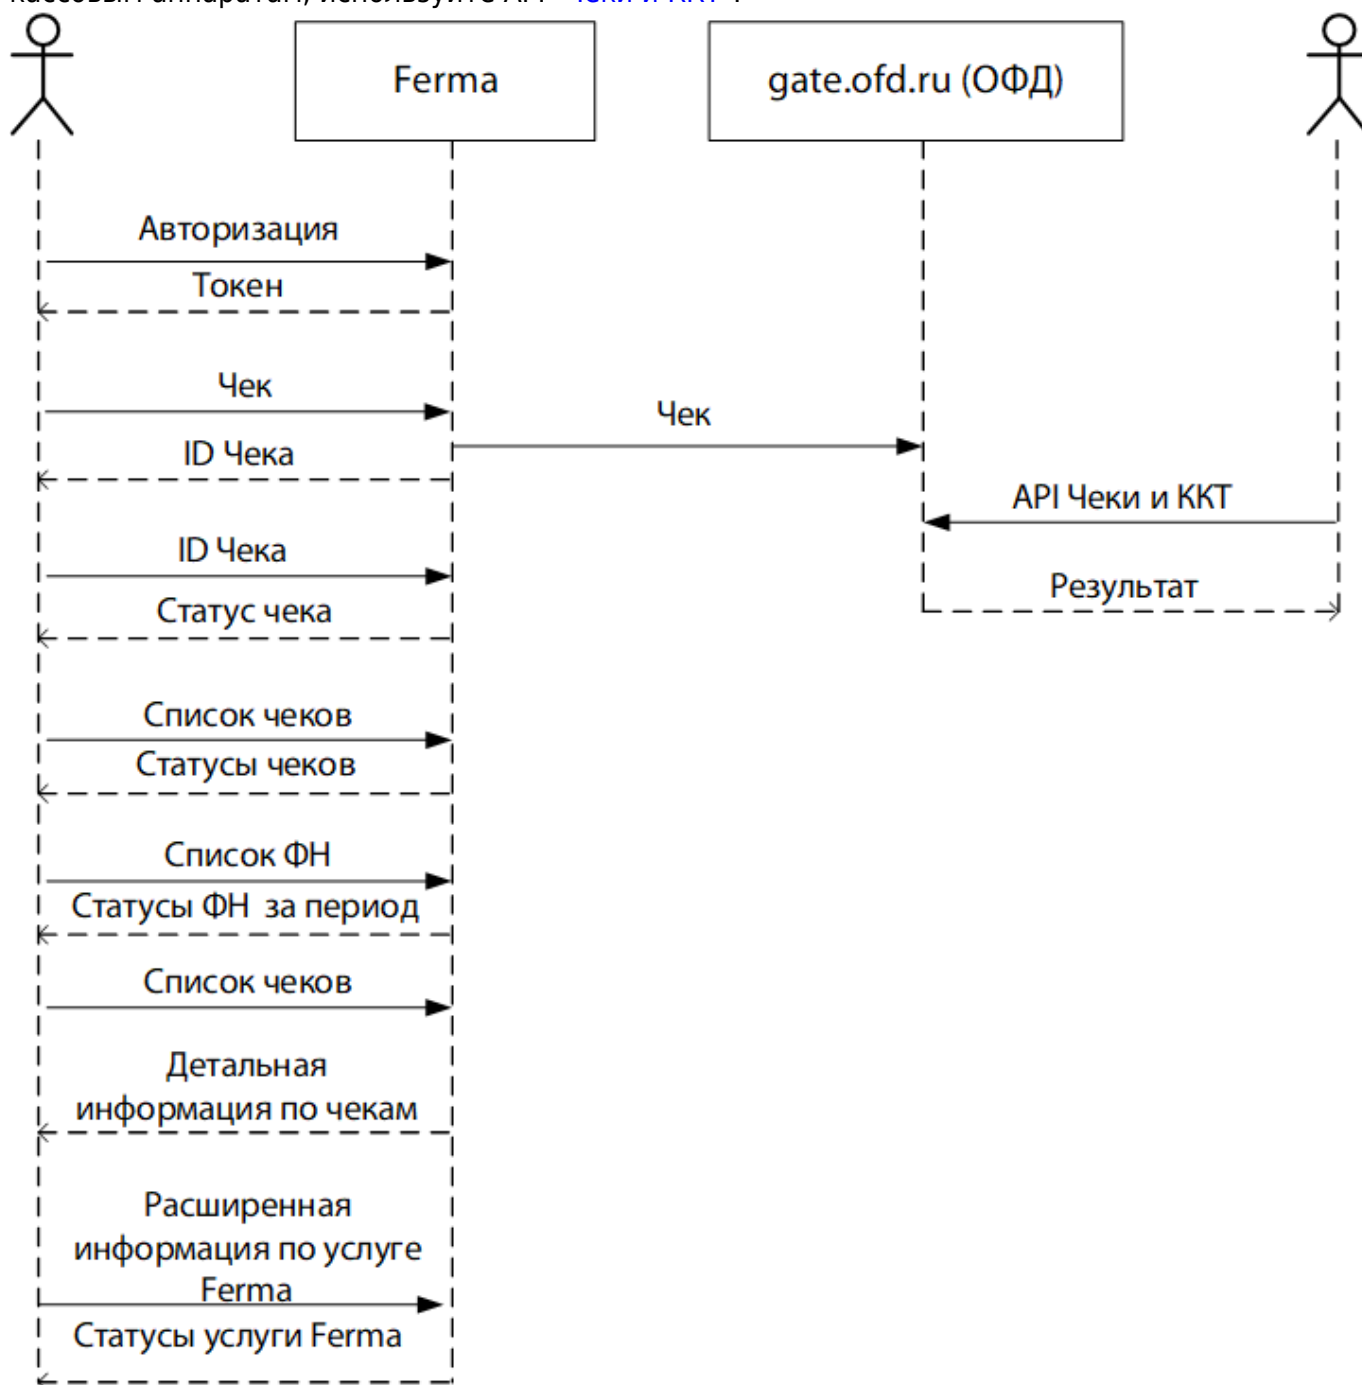 Ferma
gate.ofd.ru (ОФД)
Авторизация
Токен
Чек
Чек
ID Чека
API Чеки и ККТ
ID Чека
Результат
Статус чека
Список чеков
Статусы чеков
Список ФН
Статусы ФН за период
Список чеков
Детальная
информация по чекам
Расширенная
информация по услуге
Ferma
Статусы услуги Ferma